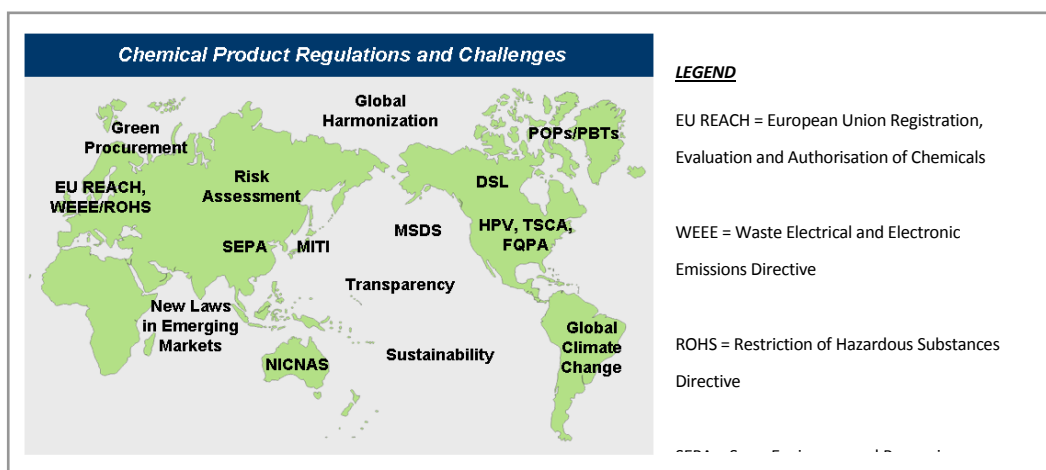 Chemical Product Regulations and Challenges
Global
Harmonization
Green
Procurement
POPs/PBTs
Risk
Assessment
DSL
EU REACH,
WEEE/ROHS
MSDS
HPV, TSCA,
FQPA
SEPA
MITI
Transparency
New Laws
in Emerging
Markets
Global
Climate
Change
Sustainability
NICNAS
LEGEND
EU REACH = European Union Registration,
Evaluation and Authorisation of Chemicals
WEEE = Waste Electrical and Electronic
Emissions Directive
ROHS = Restriction of Hazardous Substances
Directive